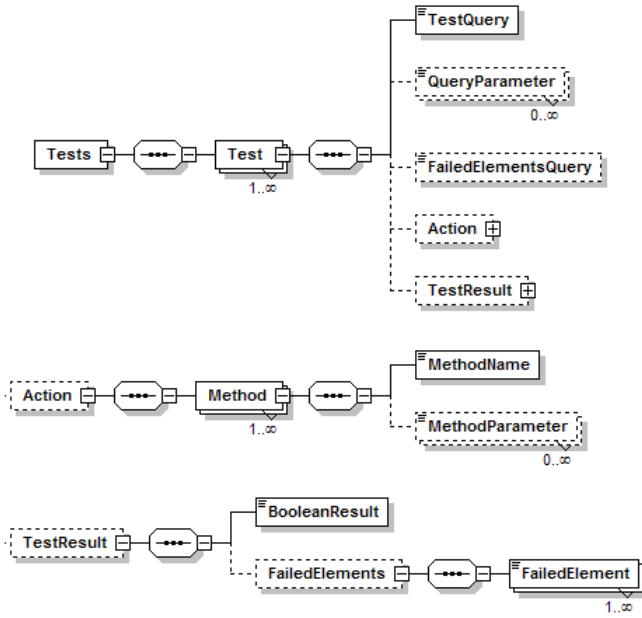 TestQuery
QueryParameter
0..∞
Tests
Test
1..∞
FailedElementsQuery
Action
TestResult
Action
Method
1..∞
MethodName
MethodParameter
0..∞
TestResult
BooleanResult
FailedElements
FailedElement
1..∞